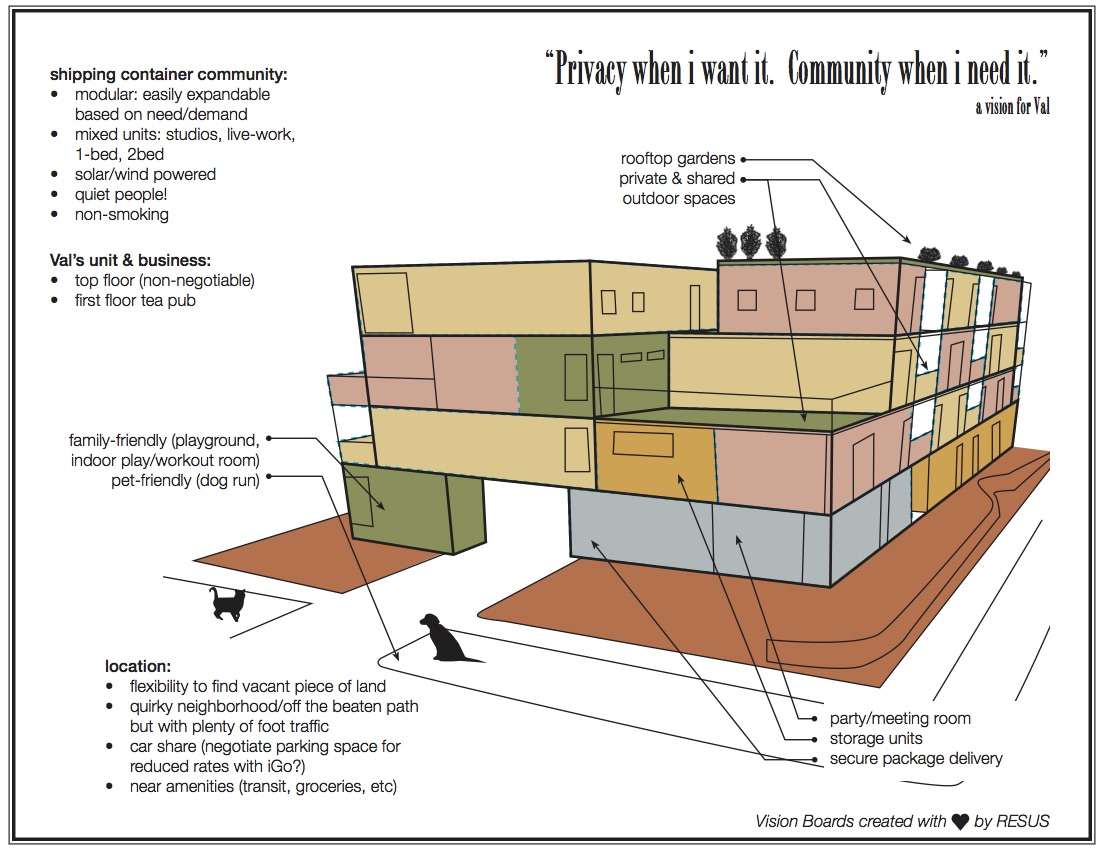 “Privacy when i want it. Community when i need it.”
a vision for Val
shipping container community:
• modular: easily expandable
based on need/demand
• mixed units: studios, live-work,
1-bed, 2bed
• solar/wind powered
• quiet people!
• non-smoking
Val’s unit & business:
• top floor (non-negotiable)
• first floor tea pub
rooftop gardens
private & shared
outdoor spaces
family-friendly (playground,
indoor play/workout room)
pet-friendly (dog run)
location:
• flexibility to find vacant piece of land
• quirky neighborhood/off the beaten path
but with plenty of foot traffic
• car share (negotiate parking space for
reduced rates with iGo?)
• near amenities (transit, groceries, etc)
party/meeting room
storage units
secure package delivery
Vision Boards created with ♥ by RESUS